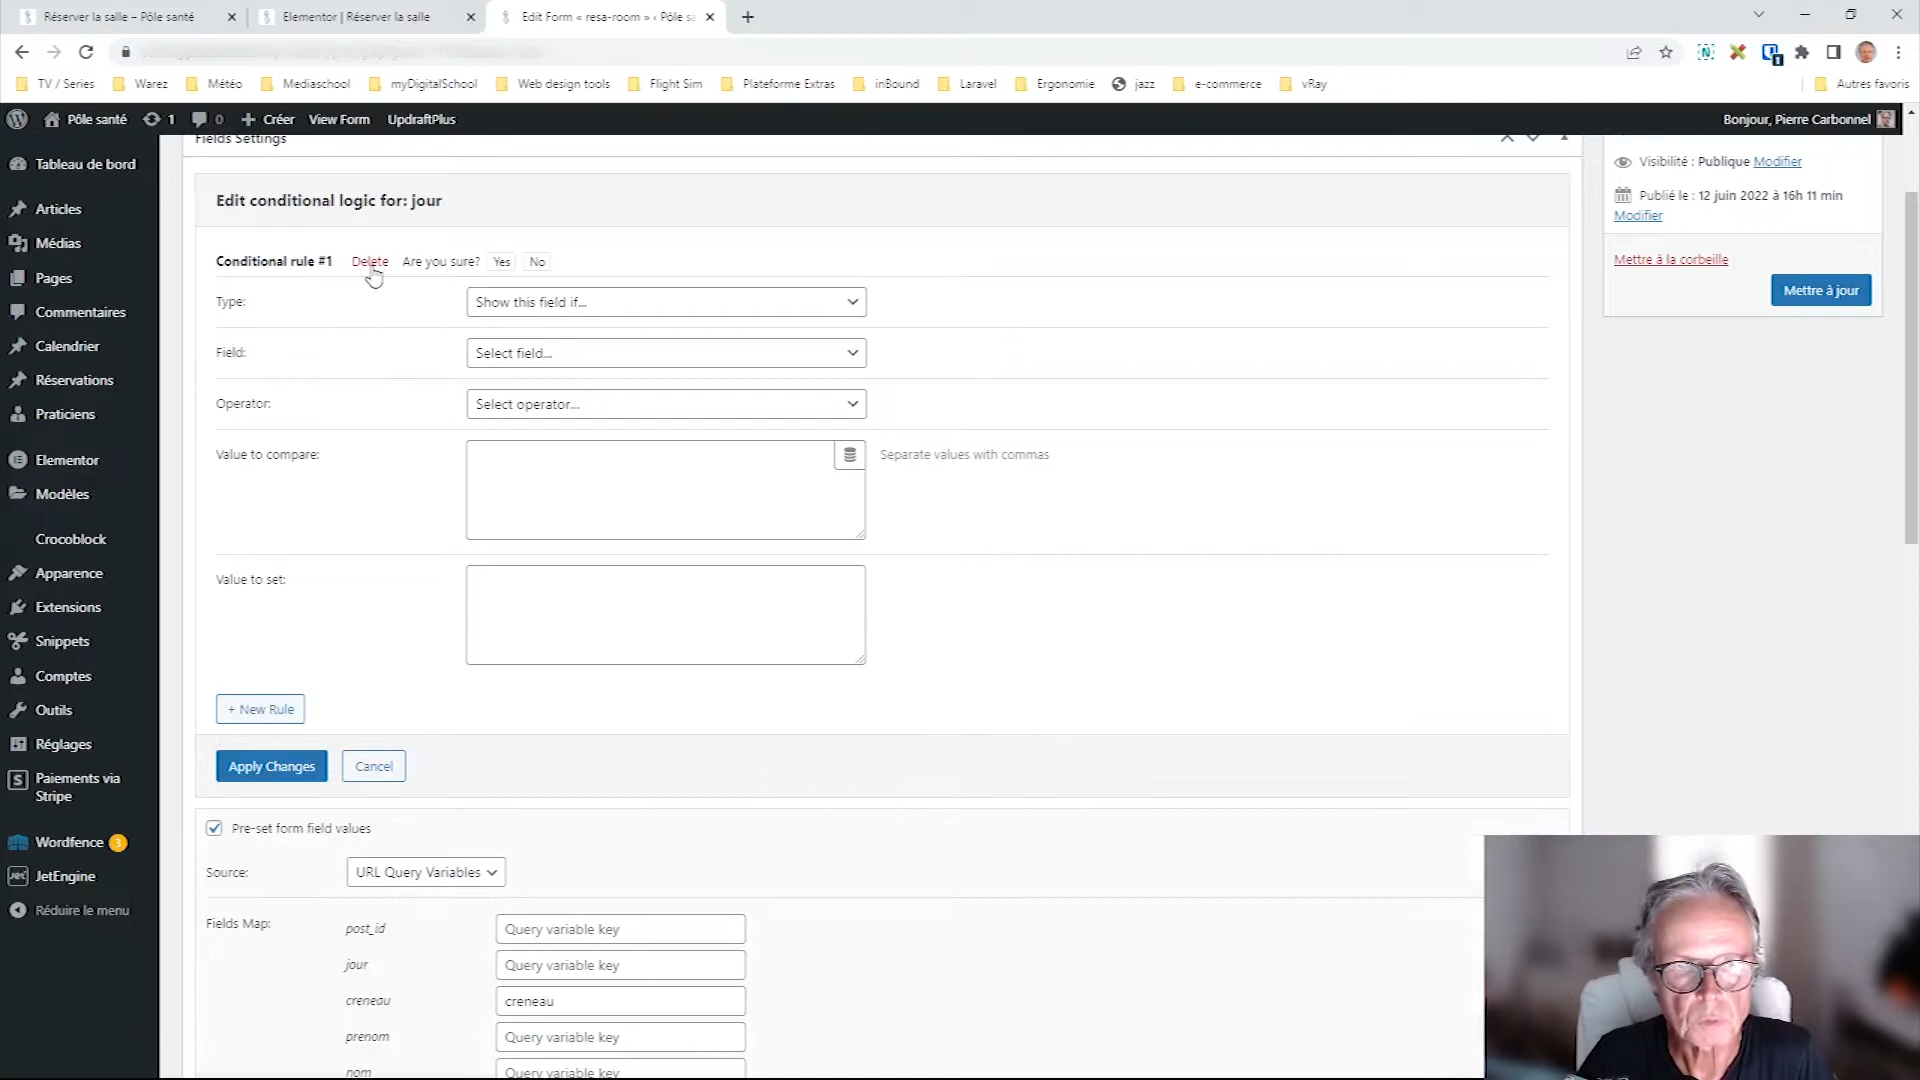 Réserver la salle – Pôle santé
Elementor | Réserver la salle
Edit Form « resa-room » ‹ Pôle sa
TV / Series
Warez
Météo
Mediaschool
myDigitalSchool
Web design tools
Flight Sim
Plateforme Extras
inBound
Laravel
Ergonomie
jazz
e-commerce
vRay
Autres favoris
Pôle santé
1
0
Créer
View Form
UpdraftPlus
Bonjour, Pierre Carbonnel
Tableau de bord
Articles
Médias
Pages
Commentaires
Calendrier
Réservations
Praticiens
Elementor
Modèles
Crocoblock
Apparence
Extensions
Snippets
Comptes
Outils
Réglages
Paiements via
Stripe
Wordfence 3
JetEngine
Réduire le menu
Fields Settings
Edit conditional logic for: jour
Conditional rule #1 Delete Are you sure? Yes No
Type: Show this field if...
Field: Select field...
Operator: Select operator...
Value to compare: Separate values with commas
Value to set:
+ New Rule
Apply Changes Cancel
Pre-set form field values
Source: URL Query Variables
Fields Map: post_id Query variable key
jour Query variable key
creneau creneau
prenom Query variable key
nom Query variable key
Visibilité : Publique Modifier
Publié le : 12 juin 2022 à 16h 11 min
Modifier
Mettre à la corbeille
Mettre à jour